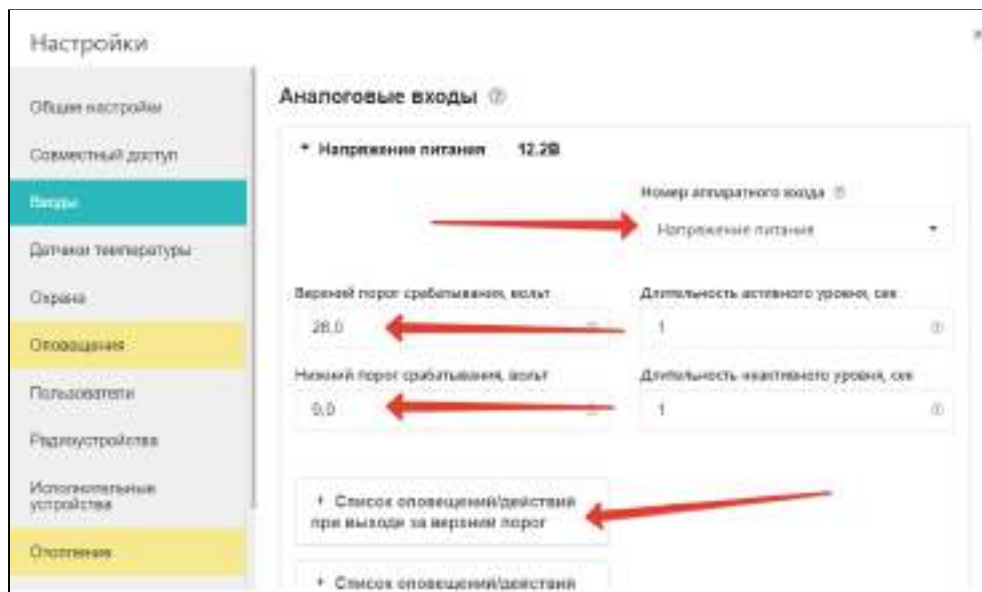 Настройки
Общие настройки
Совместный доступ
Входы
Датчики температуры
Охрана
Оповещения
Пользователи
Радиоустройства
Исполнительные
устройства
Отопление
Аналоговые входы
Напряжение питания 12.2В
Номер аппаратного входа
Напряжение питания
Верхний порог срабатывания, вольт
Длительность активного уровня, сек
28,0
1
Нижний порог срабатывания, вольт
Длительность неактивного уровня, сек
9,0
1
+ Список оповещений/действий
при выходе за верхний порог
+ Список оповещений/действий